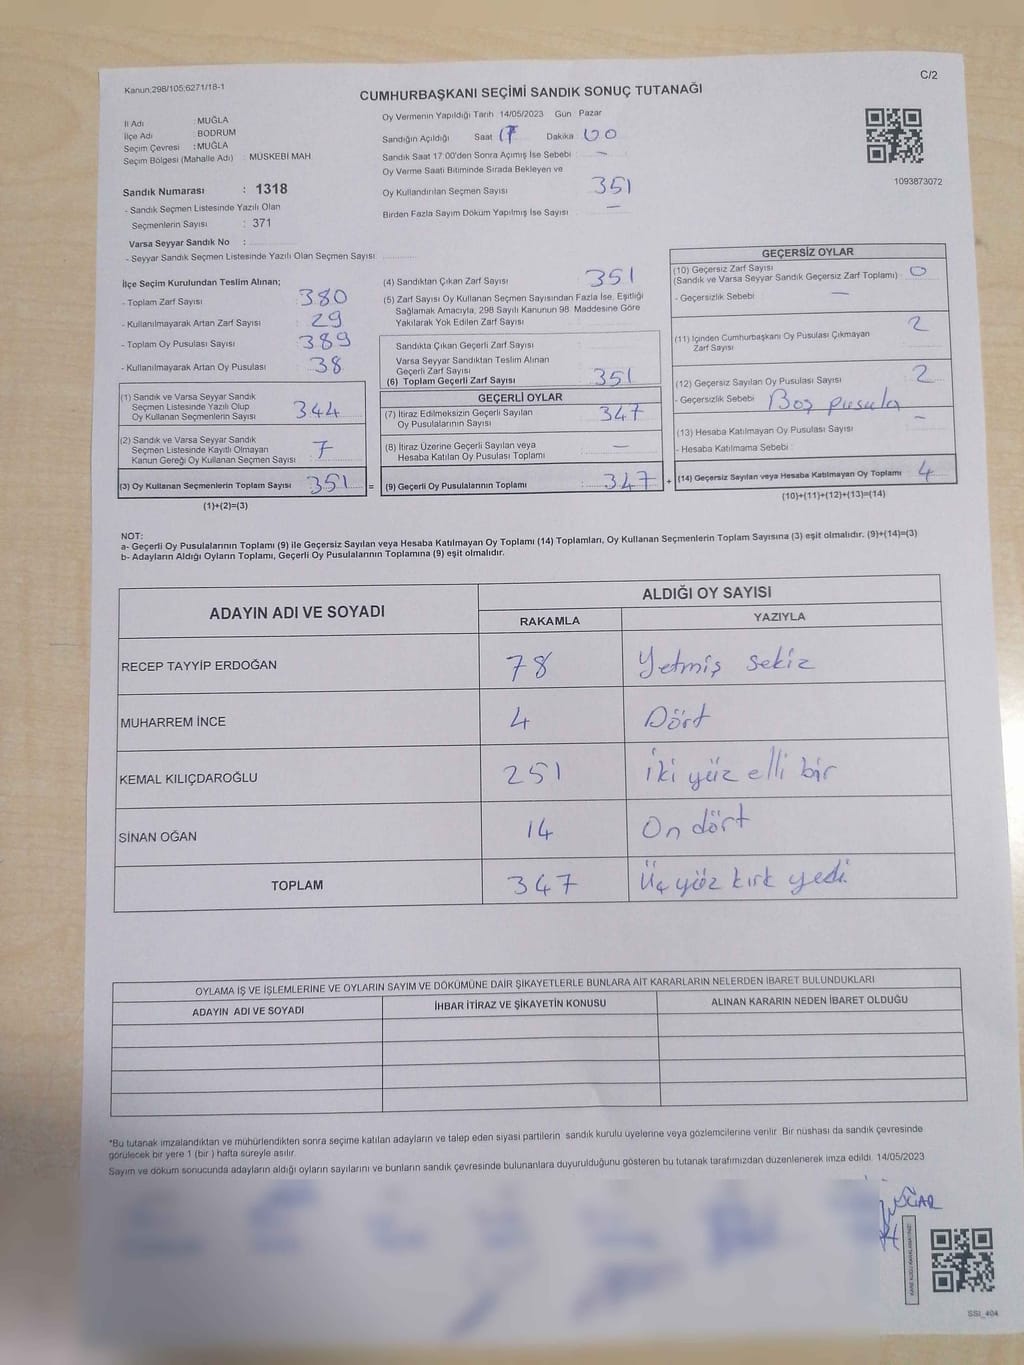 Kanun:298/105;6271/18-1
C/2
CUMHURBAŞKANI SEÇİMİ SANDIK SONUÇ TUTANAĞI
İl Adı : MUĞLA
İlçe Adı : BODRUM
Seçim Çevresi : MUĞLA
Seçim Bölgesi (Mahalle Adı) : MÜSKEBİ MAH
Sandık Numarası : 1318
- Sandık Seçmen Listesinde Yazılı Olan
Seçmenlerin Sayısı : 371
Varsa Seyyar Sandık No :
- Seyyar Sandık Seçmen Listesinde Yazılı Olan Seçmen Sayısı :
Oy Vermenin Yapıldığı Tarih 14/05/2023 Gün : Pazar
Sandığın Açıldığı Saat 17 Dakika 00
Sandık Saat 17:00'den Sonra Açımış İse Sebebi : -
Oy Verme Saati Bitiminde Sırada Bekleyen ve
Oy Kullandırılan Seçmen Sayısı 351
Birden Fazla Sayım Döküm Yapılmış İse Sayısı : -
1093873072
İlçe Seçim Kurulundan Teslim Alınan;
- Toplam Zarf Sayısı : 380
- Kullanılmayarak Artan Zarf Sayısı : 29
- Toplam Oy Pusulası Sayısı : 389
- Kullanılmayarak Artan Oy Pusulası : 38
(1) Sandık ve Varsa Seyyar Sandık
Seçmen Listesinde Yazılı Olup
Oy Kullanan Seçmenlerin Sayısı : 344
(2) Sandık ve Varsa Seyyar Sandık
Seçmen Listesinde Kayıtlı Olmayan
Kanun Gereği Oy Kullanan Seçmen Sayısı : 7
(3) Oy Kullanan Seçmenlerin Toplam Sayısı : 351 =
(1)+(2)=(3)
(4) Sandıktan Çıkan Zarf Sayısı : 351
(5) Zarf Sayısı Oy Kullanan Seçmen Sayısından Fazla İse, Eşitliği
Sağlamak Amacıyla, 298 Sayılı Kanunun 98. Maddesine Göre
Yakılarak Yok Edilen Zarf Sayısı :
Sandıkta Çıkan Geçerli Zarf Sayısı :
Varsa Seyyar Sandıktan Teslim Alınan
Geçerli Zarf Sayısı :
(6) Toplam Geçerli Zarf Sayısı : 351
GEÇERLİ OYLAR
(7) İtiraz Edilmeksizin Geçerli Sayılan
Oy Pusulalarının Sayısı : 347
(8) İtiraz Üzerine Geçerli Sayılan veya
Hesaba Katılan Oy Pusulası Toplamı : -
(9) Geçerli Oy Pusulalarının Toplamı : 347 +
GEÇERSİZ OYLAR
(10) Geçersiz Zarf Sayısı
(Sandık ve Varsa Seyyar Sandık Geçersiz Zarf Toplamı) : 0
- Geçersizlik Sebebi : -
(11) İçinden Cumhurbaşkanı Oy Pusulası Çıkmayan
Zarf Sayısı : 2
(12) Geçersiz Sayılan Oy Pusulası Sayısı : 2
- Geçersizlik Sebebi : Boş pusula
(13) Hesaba Katılmayan Oy Pusulası Sayısı : -
- Hesaba Katılmama Sebebi :
(14) Geçersiz Sayılan veya Hesaba Katılmayan Oy Toplamı : 4
(10)+(11)+(12)+(13)=(14)
NOT:
a- Geçerli Oy Pusulalarının Toplamı (9) ile Geçersiz Sayılan veya Hesaba Katılmayan Oy Toplamı (14) Toplamları, Oy Kullanan Seçmenlerin Toplam Sayısına (3) eşit olmalıdır. (9)+(14)=(3)
b- Adayların Aldığı Oyların Toplamı, Geçerli Oy Pusulalarının Toplamına (9) eşit olmalıdır.
ADAYIN ADI VE SOYADI
ALDIĞI OY SAYISI
RAKAMLA YAZIYLA
RECEP TAYYİP ERDOĞAN 78 Yetmiş sekiz
MUHARREM İNCE 4 Dört
KEMAL KILIÇDAROĞLU 251 iki yüz elli bir
SİNAN OĞAN 14 On dört
TOPLAM 347 Üç yüz kırk yedi
OYLAMA İŞ VE İŞLEMLERİNE VE OYLARIN SAYIM VE DÖKÜMÜNE DAİR ŞİKAYETLERLE BUNLARA AİT KARARLARIN NELERDEN İBARET BULUNDUKLARI
ADAYIN ADI VE SOYADI İHBAR İTİRAZ VE ŞİKAYETİN KONUSU ALINAN KARARIN NEDEN İBARET OLDUĞU
*Bu tutanak imzalandıktan ve mühürlendikten sonra seçime katılan adayların ve talep eden siyasi partilerin sandık kurulu üyelerine veya gözlemcilerine verilir. Bir nüshası da sandık çevresinde
görülecek bir yere 1 (bir) hafta süreyle asılır.
Sayım ve döküm sonucunda adayların aldığı oyların sayılarını ve bunların sandık çevresinde bulunanlara duyurulduğunu gösteren bu tutanak tarafımızdan düzenlenerek imza edildi. 14/05/2023
SSI_404